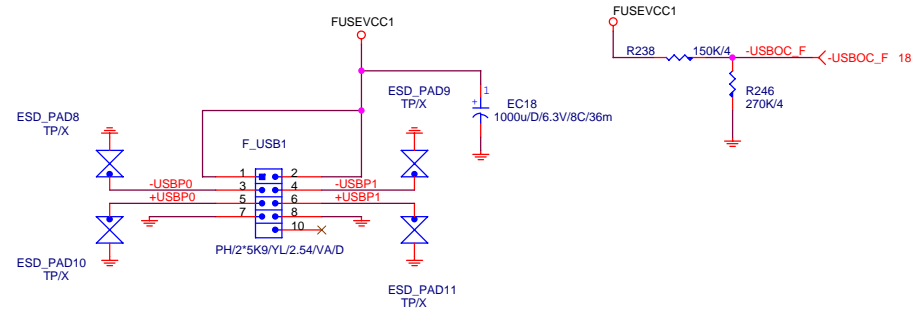 FUSEVCC1
FUSEVCC1
R238
150K/4
-USBOC_F
-USBOC_F 18
R246
270K/4
ESD_PAD8
TP/X
ESD_PAD9
TP/X
1
+
EC18
1000u/D/6.3V/8C/36m
F_USB1
1
2
-USBP0
3
4
-USBP1
+USBP0
5
6
+USBP1
7
8
10
PH/2*5K9/YL/2.54/VA/D
ESD_PAD10
TP/X
ESD_PAD11
TP/X